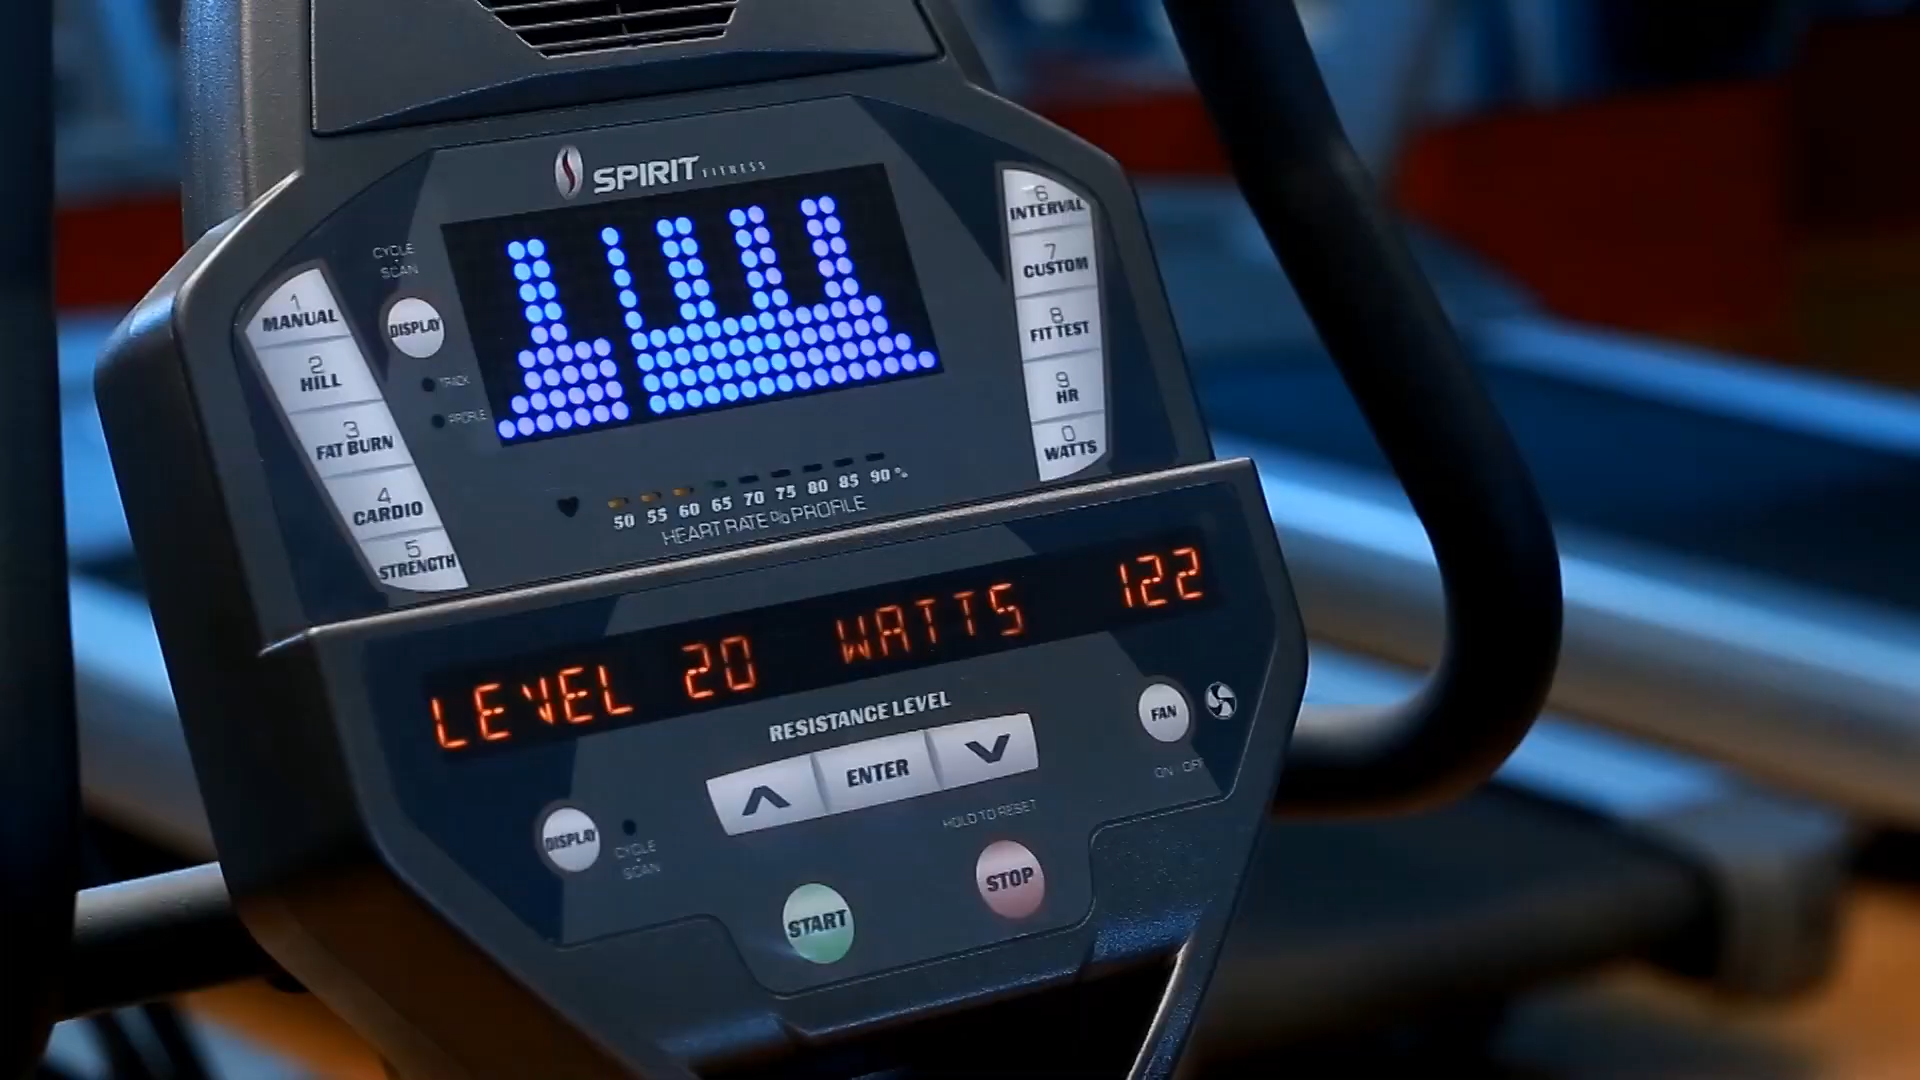 SPIRIT FITNESS
CYCLE
SCAN
DISPLAY
TRACK
PROFILE
1
MANUAL
2
HILL
3
FAT BURN
4
CARDIO
5
STRENGTH
6
INTERVAL
7
CUSTOM
8
FIT TEST
9
HR
0
WATTS
50 55 60 65 70 75 80 85 90 %
HEART RATE % PROFILE
LEVEL 20 WATTS 122
RESISTANCE LEVEL
ENTER
FAN
ON · OFF
DISPLAY
CYCLE
SCAN
HOLD TO RESET
START
STOP